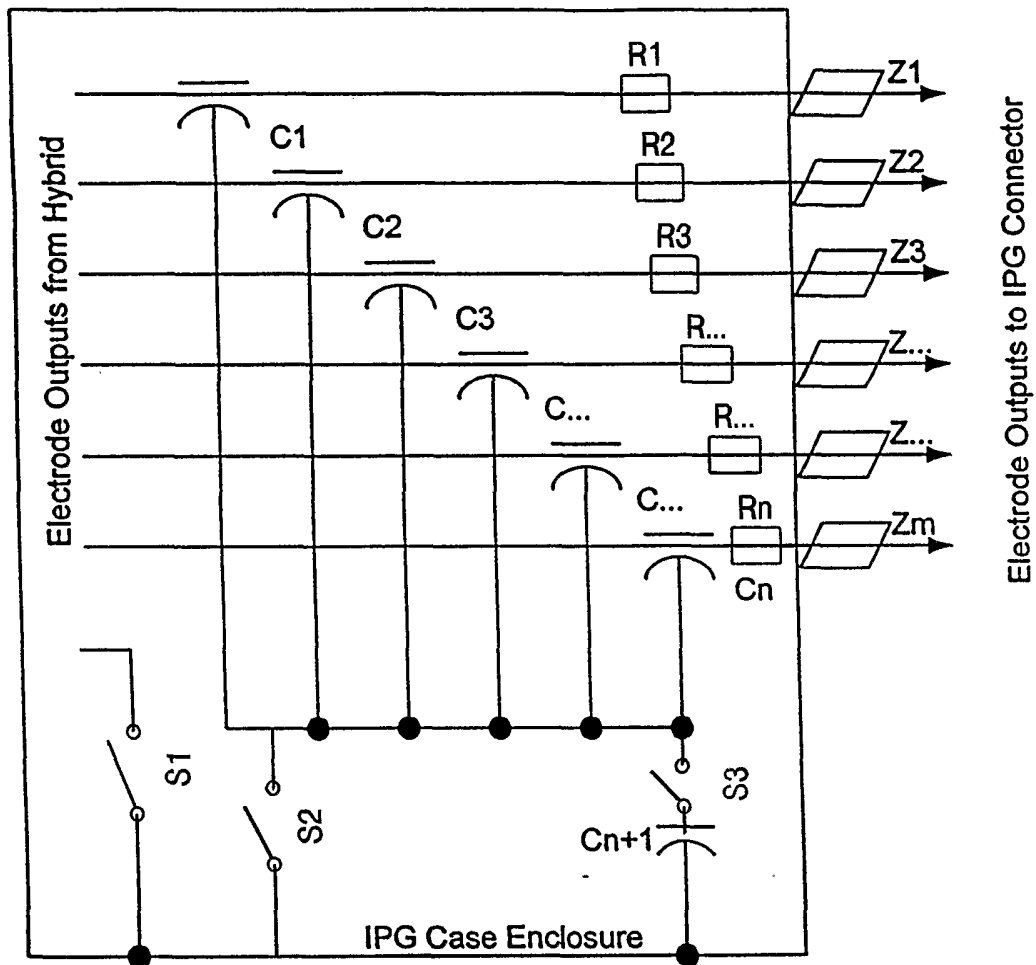 R1
Z1
C1
R2
Z2
C2
R3
Z3
C3
R...
Z...
C...
R...
Z...
C...
Rn
Zm
Cn
Electrode Outputs from Hybrid
Electrode Outputs to IPG Connector
S1
S2
S3
Cn+1
IPG Case Enclosure